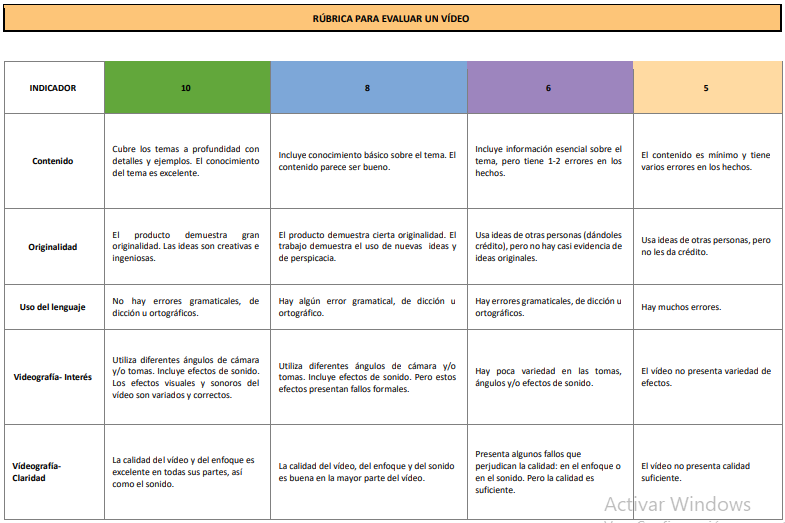 RÚBRICA PARA EVALUAR UN VÍDEO
INDICADOR
10
8
6
5
Contenido
Cubre los temas a profundidad con
detalles y ejemplos. El conocimiento
del tema es excelente.
Incluye conocimiento básico sobre el tema. El
contenido parece ser bueno.
Incluye información esencial sobre el
tema, pero tiene 1-2 errores en los
hechos.
El contenido es mínimo y tiene
varios errores en los hechos.
Originalidad
El producto demuestra gran
originalidad. Las ideas son creativas e
ingeniosas.
El producto demuestra cierta originalidad. El
trabajo demuestra el uso de nuevas ideas y
de perspicacia.
Usa ideas de otras personas (dándoles
crédito), pero no hay casi evidencia de
ideas originales.
Usa ideas de otras personas, pero
no les da crédito.
Uso del lenguaje
No hay errores gramaticales, de
dicción u ortográficos.
Hay algún error gramatical, de dicción u
ortográfico.
Hay errores gramaticales, de dicción u
ortográficos.
Hay muchos errores.
Videografía- Interés
Utiliza diferentes ángulos de cámara
y/o tomas. Incluye efectos de sonido.
Los efectos visuales y sonoros del
vídeo son variados y correctos.
Utiliza diferentes ángulos de cámara y/o
tomas. Incluye efectos de sonido. Pero estos
efectos presentan fallos formales.
Hay poca variedad en las tomas,
ángulos y/o efectos de sonido.
El vídeo no presenta variedad de
efectos.
Vídeografía-
Claridad
La calidad del vídeo y del enfoque es
excelente en todas sus partes, así
como el sonido.
La calidad del vídeo, del enfoque y del sonido
es buena en la mayor parte del vídeo.
Presenta algunos fallos que
perjudican la calidad: en el enfoque o
en el sonido. Pero la calidad es
suficiente.
El vídeo no presenta calidad
suficiente.
Activar Windows